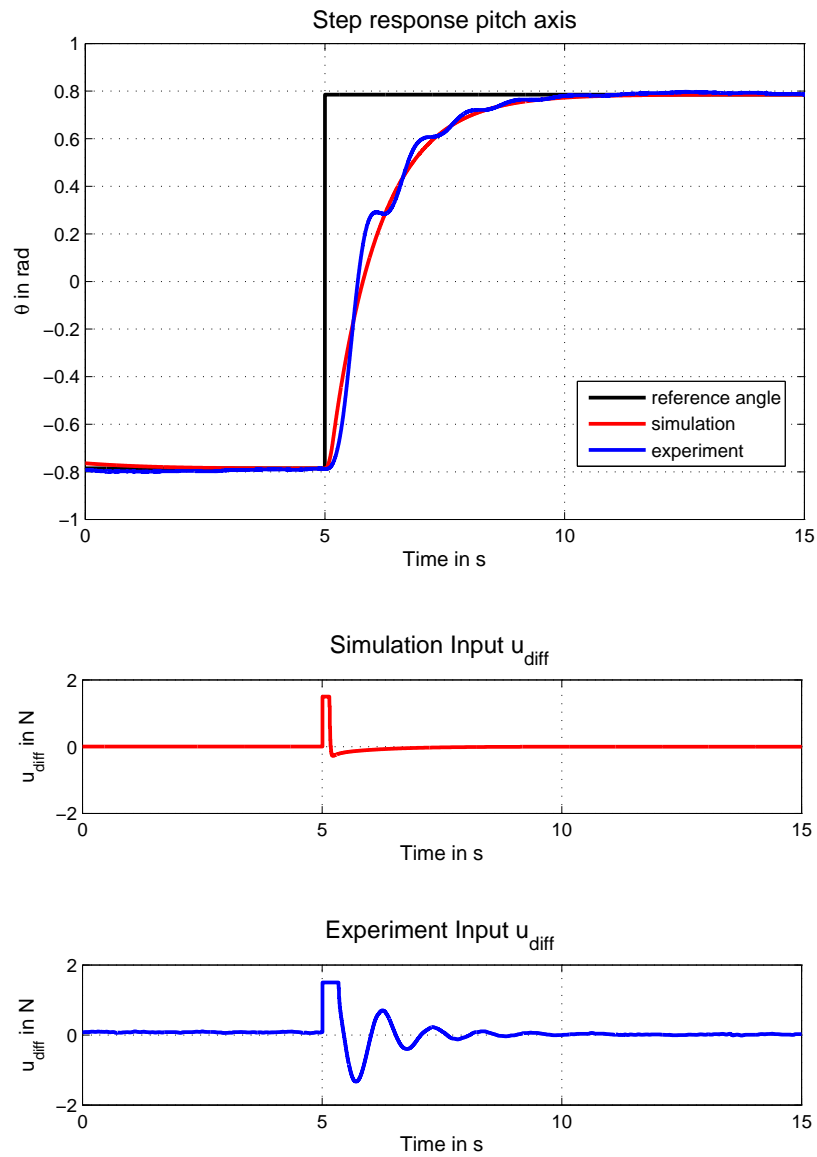 Step response pitch axis
1
0.8
0.6
0.4
0.2
0
−0.2
−0.4
−0.6
−0.8
−1
θ in rad
reference angle
simulation
experiment
0 5 10 15
Time in s
Simulation Input u_diff
2
0
−2
u_diff in N
0 5 10 15
Time in s
Experiment Input u_diff
2
0
−2
u_diff in N
0 5 10 15
Time in s